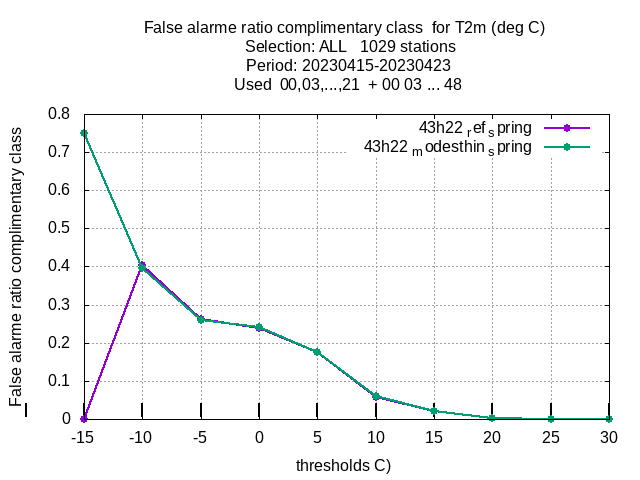 False alarme ratio complimentary class  for T2m (deg C)
Selection: ALL   1029 stations
Period: 20230415-20230423
Used  00,03,...,21  + 00 03 ... 48
43h22 ref spring
43h22 modesthin spring
False alarme ratio complimentary class
0.8
0.7
0.6
0.5
0.4
0.3
0.2
0.1
0
-15 -10 -5 0 5 10 15 20 25 30
thresholds C)